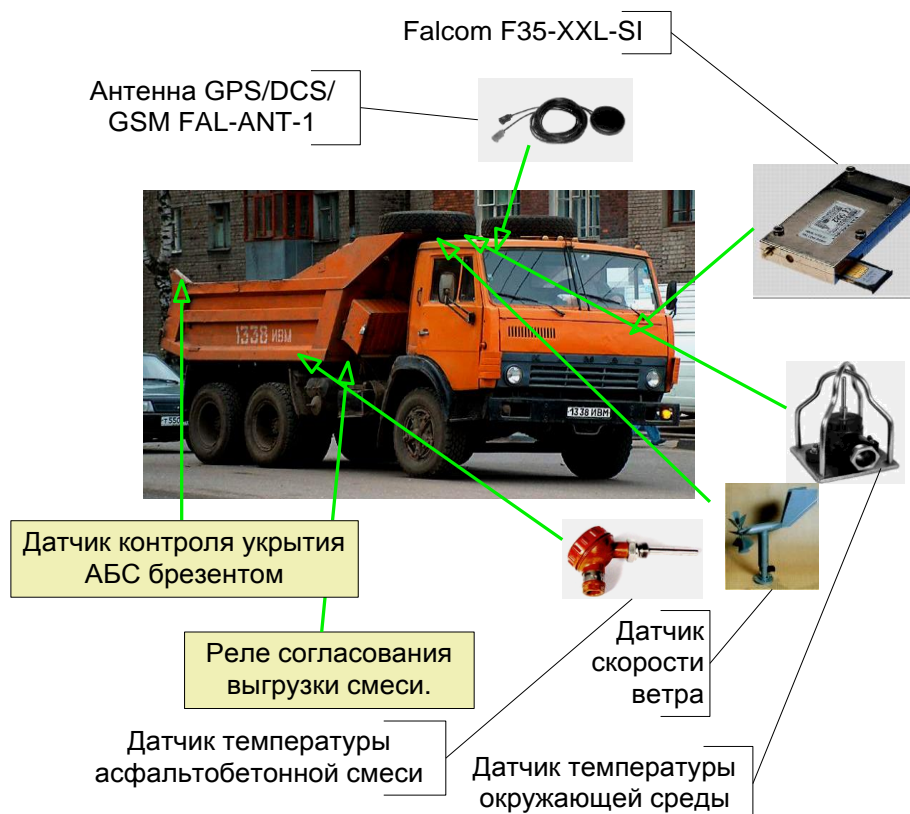 Falcom F35-XXL-SI
Антенна GPS/DCS/
GSM FAL-ANT-1
1338 ИВМ
КАМАЗ
1338 ИВМ
Датчик контроля укрытия
АБС брезентом
Реле согласования
выгрузки смеси.
Датчик
скорости
ветра
Датчик температуры
асфальтобетонной смеси
Датчик температуры
окружающей среды